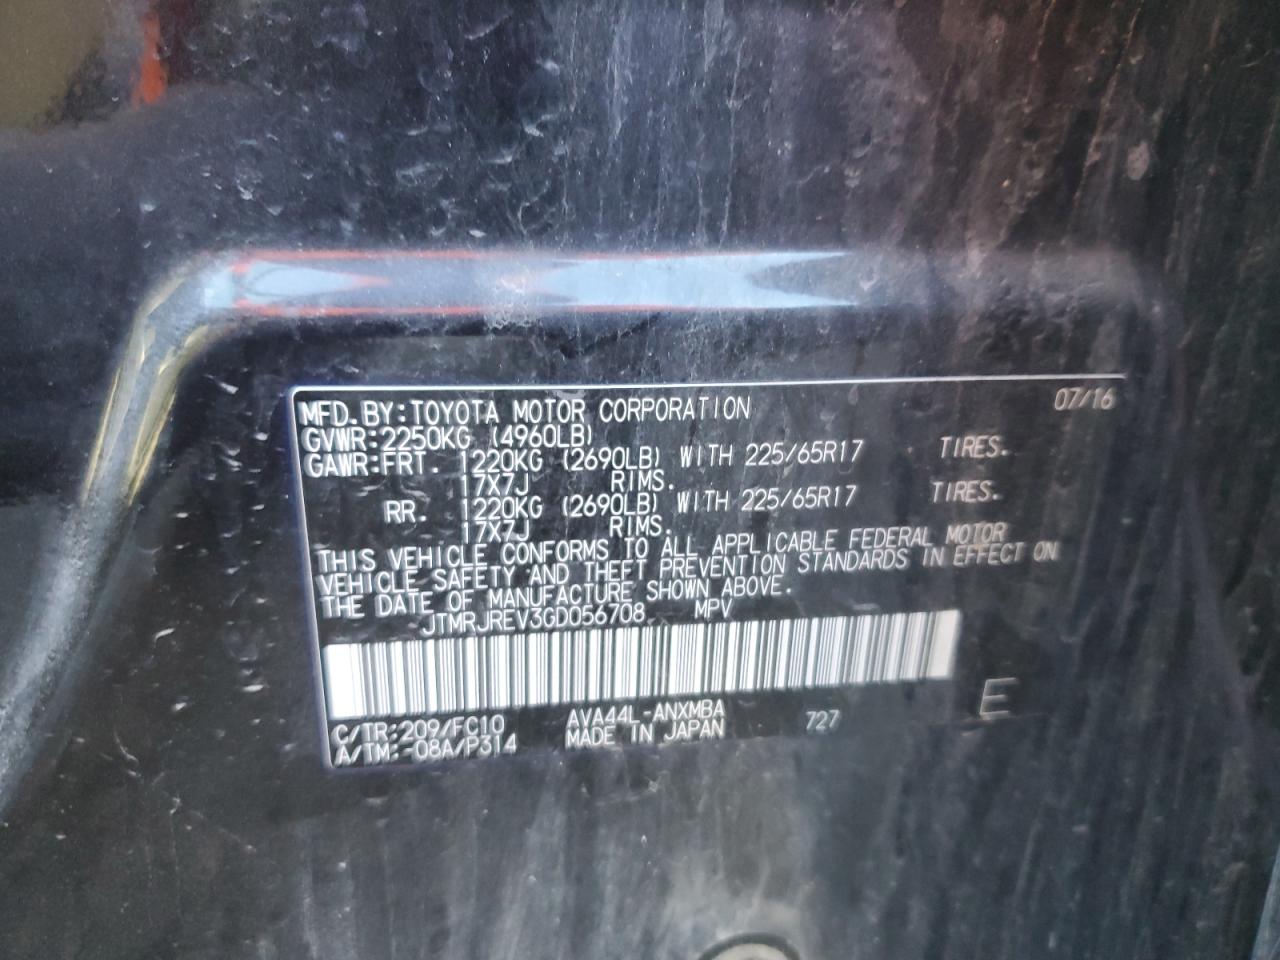 MFD.BY:TOYOTA MOTOR CORPORATION 07/16
GVWR:2250KG (4960LB)
GAWR:FRT. 1220KG (2690LB) WITH 225/65R17 TIRES.
17X7J RIMS.
RR. 1220KG (2690LB) WITH 225/65R17 TIRES.
17X7J RIMS.
THIS VEHICLE CONFORMS TO ALL APPLICABLE FEDERAL MOTOR
VEHICLE SAFETY AND THEFT PREVENTION STANDARDS IN EFFECT ON
THE DATE OF MANUFACTURE SHOWN ABOVE.
JTMRJREV3GD056708 MPV
C/TR:209/FC10 AVA44L-ANXMBA 727 E
A/TM:-08A/P314 MADE IN JAPAN